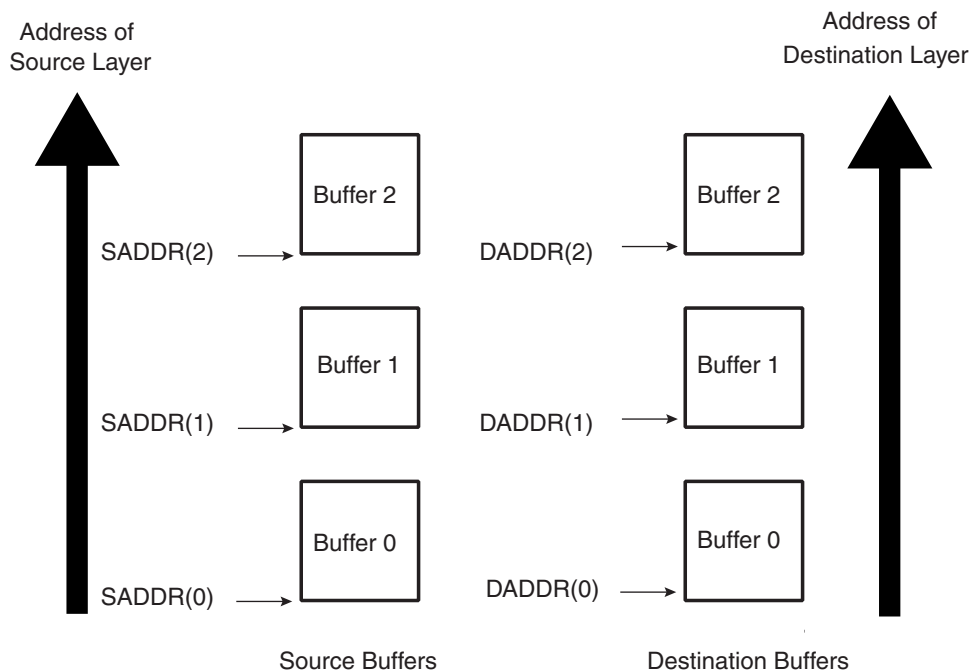 Address of
Source Layer
Address of
Destination Layer
Buffer 2
Buffer 2
SADDR(2)
DADDR(2)
Buffer 1
Buffer 1
SADDR(1)
DADDR(1)
Buffer 0
Buffer 0
SADDR(0)
DADDR(0)
Source Buffers
Destination Buffers